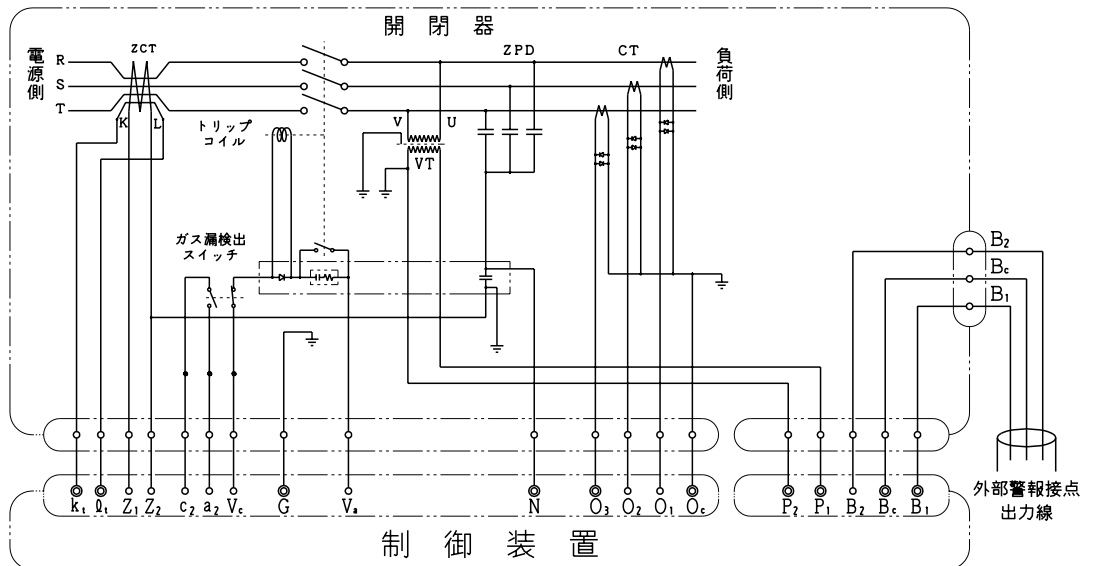 開閉器
電源側
R
S
T
ZCT
K
L
トリップ
コイル
V
U
VT
ZPD
CT
負荷側
ガス漏検出
スイッチ
B2
Bc
B1
kt
ℓt
Z1
Z2
c2
a2
Vc
G
Va
N
O3
O2
O1
Oc
P2
P1
B2
Bc
B1
外部警報接点
出力線
制御装置